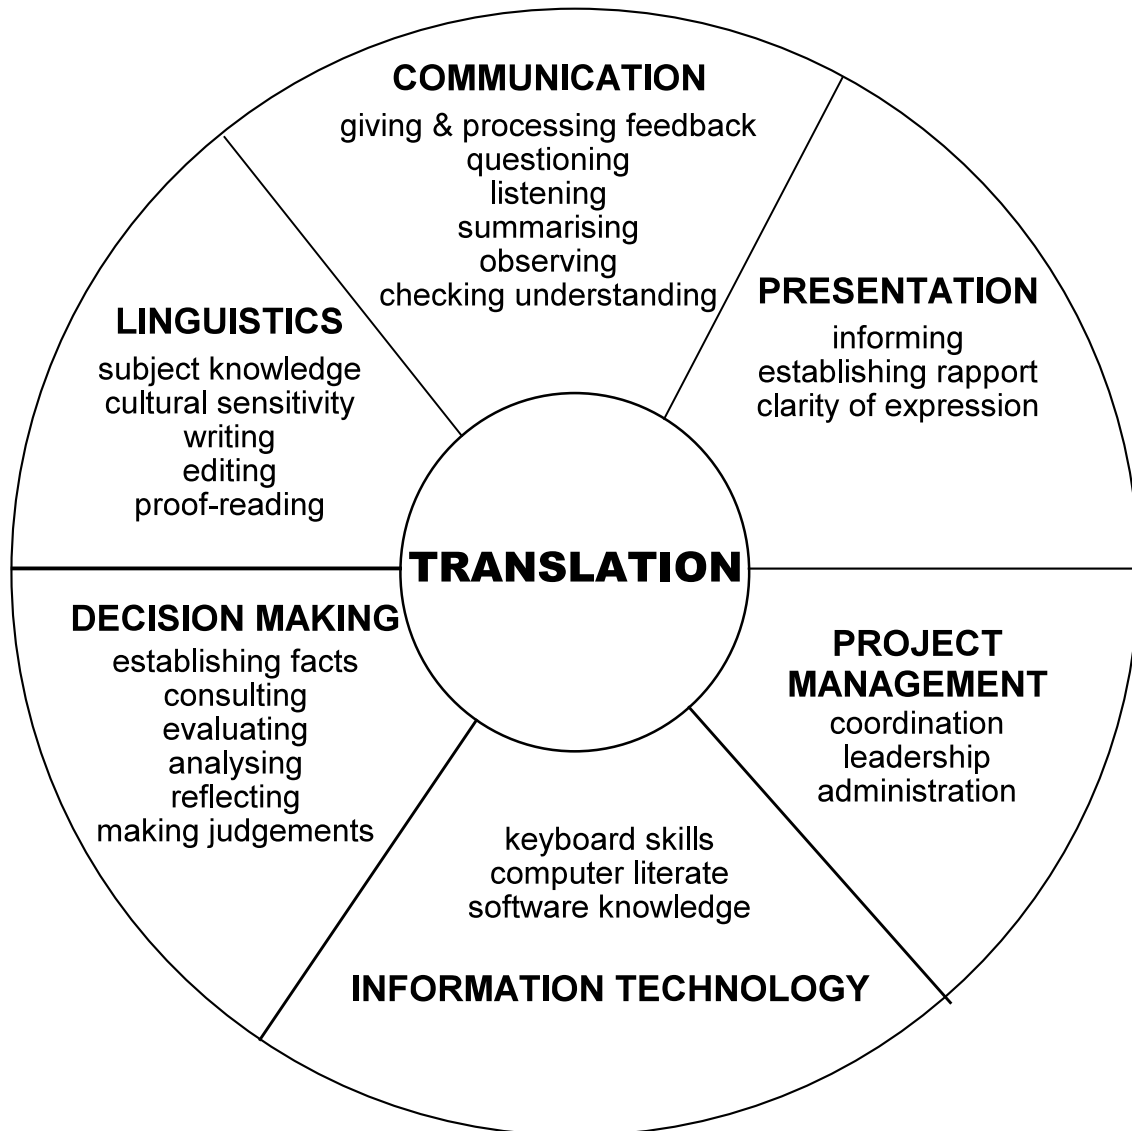 COMMUNICATION
giving & processing feedback
questioning
listening
summarising
observing
checking understanding
PRESENTATION
informing
establishing rapport
clarity of expression
LINGUISTICS
subject knowledge
cultural sensitivity
writing
editing
proof-reading
TRANSLATION
DECISION MAKING
establishing facts
consulting
evaluating
analysing
reflecting
making judgements
PROJECT
MANAGEMENT
coordination
leadership
administration
keyboard skills
computer literate
software knowledge
INFORMATION TECHNOLOGY